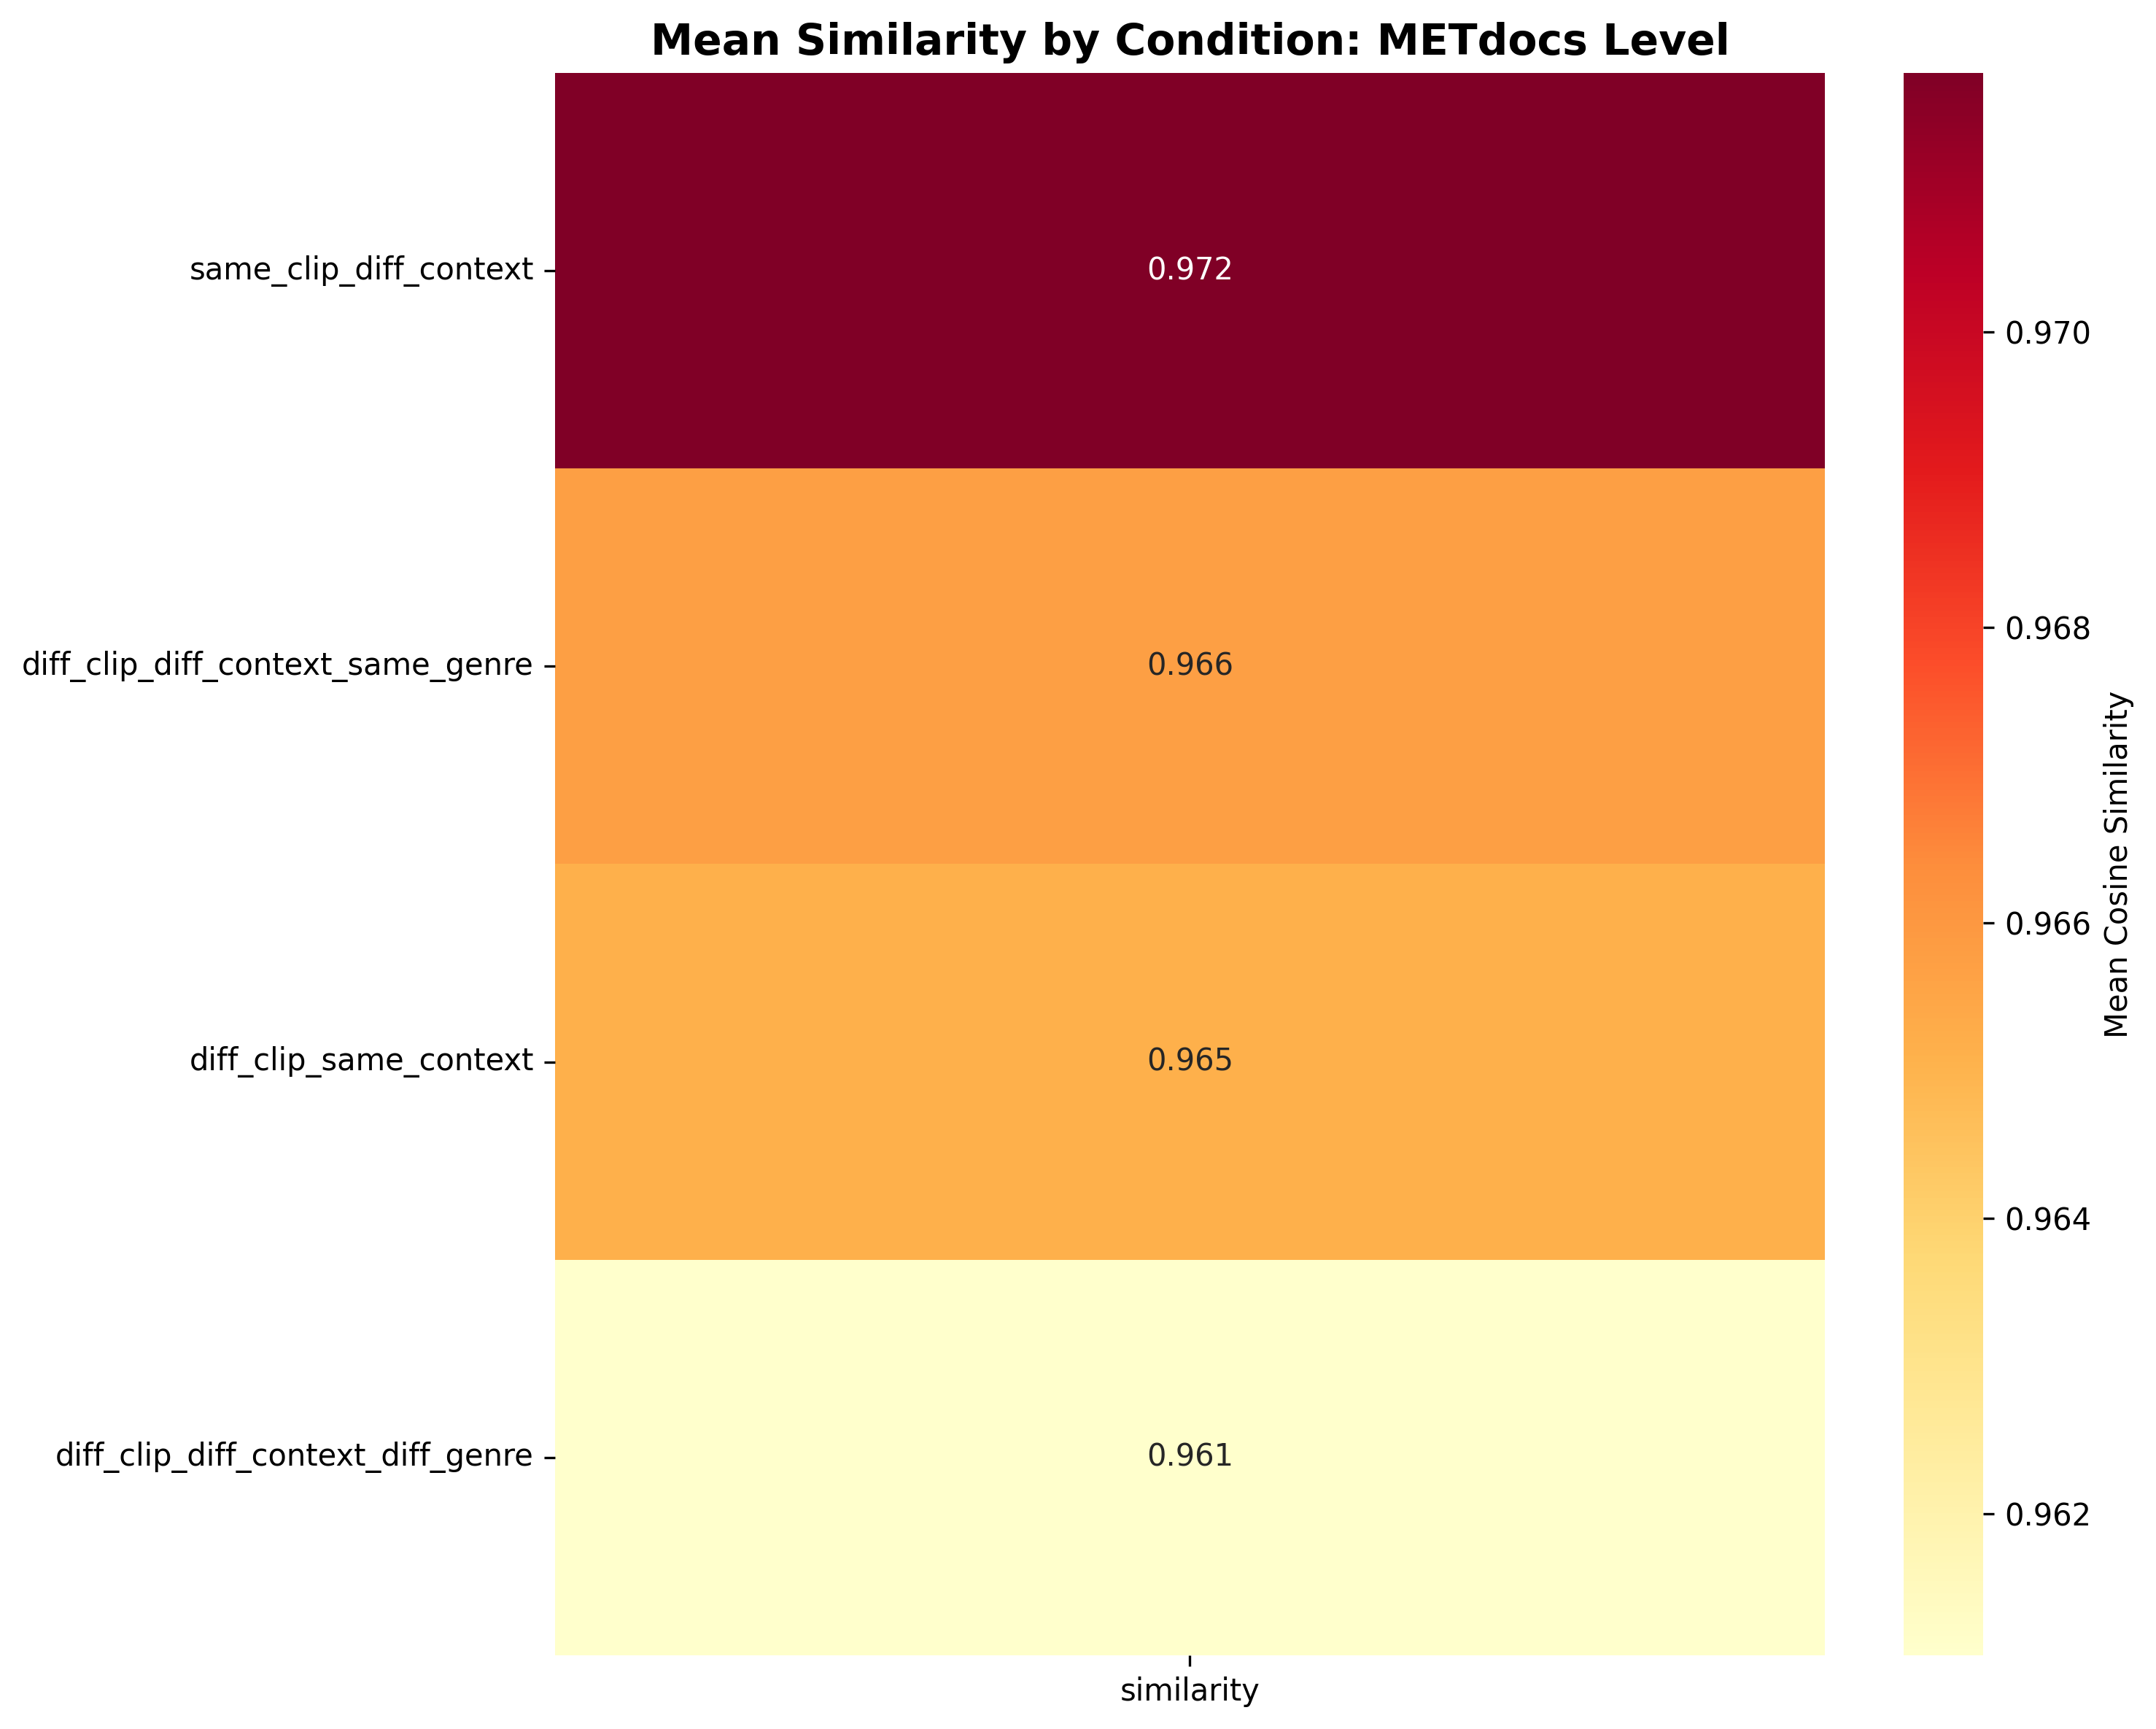 Mean Similarity by Condition: METdocs Level
same_clip_diff_context
0.972
diff_clip_diff_context_same_genre
0.966
diff_clip_same_context
0.965
diff_clip_diff_context_diff_genre
0.961
similarity
0.970
0.968
0.966
0.964
0.962
Mean Cosine Similarity